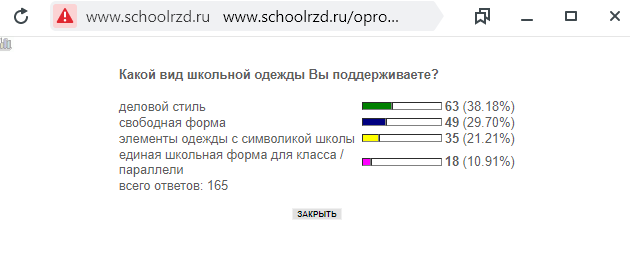 www.schoolrzd.ru www.schoolrzd.ru/opro...
Какой вид школьной одежды Вы поддерживаете?
деловой стиль 63 (38.18%)
свободная форма 49 (29.70%)
элементы одежды с символикой школы 35 (21.21%)
единая школьная форма для класса /
параллели 18 (10.91%)
всего ответов: 165
ЗАКРЫТЬ